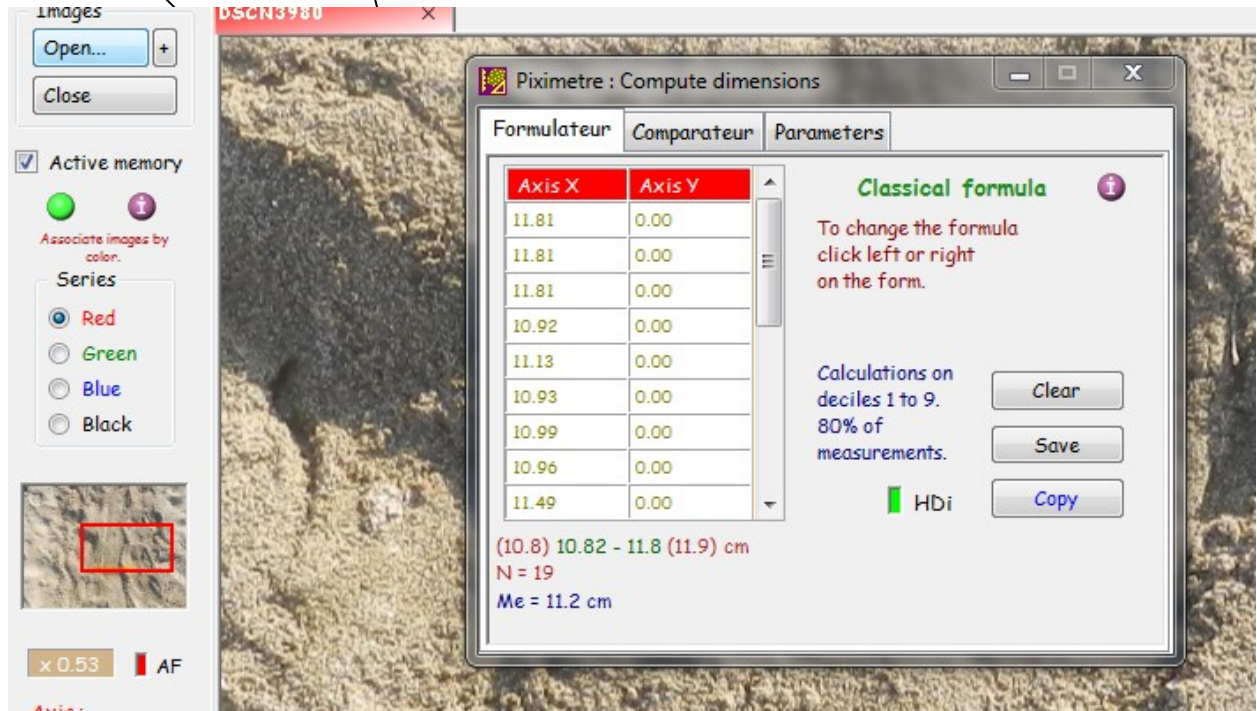 Images
DSCN3980
Open... +
Close
Active memory
Associate images by
color.
Series
Red
Green
Blue
Black
x 0.53 AF
Axis:
Piximetre : Compute dimensions
Formulateur Comparateur Parameters
Axis X Axis Y
11.81 0.00
11.81 0.00
11.81 0.00
10.92 0.00
11.13 0.00
10.93 0.00
10.99 0.00
10.96 0.00
11.49 0.00
Classical formula
To change the formula
click left or right
on the form.
Calculations on
deciles 1 to 9.
80% of
measurements.
HDi
Clear
Save
Copy
(10.8) 10.82 - 11.8 (11.9) cm
N = 19
Me = 11.2 cm